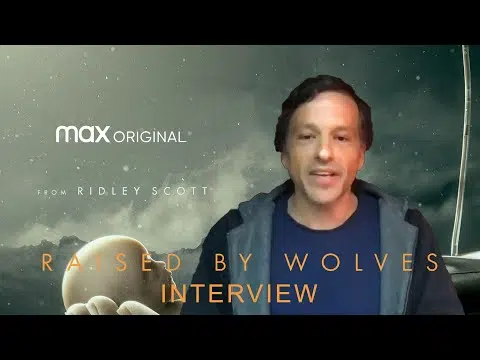 max ORIGINAL
FROM RIDLEY SCOTT
RAISED BY WOLVES
INTERVIEW